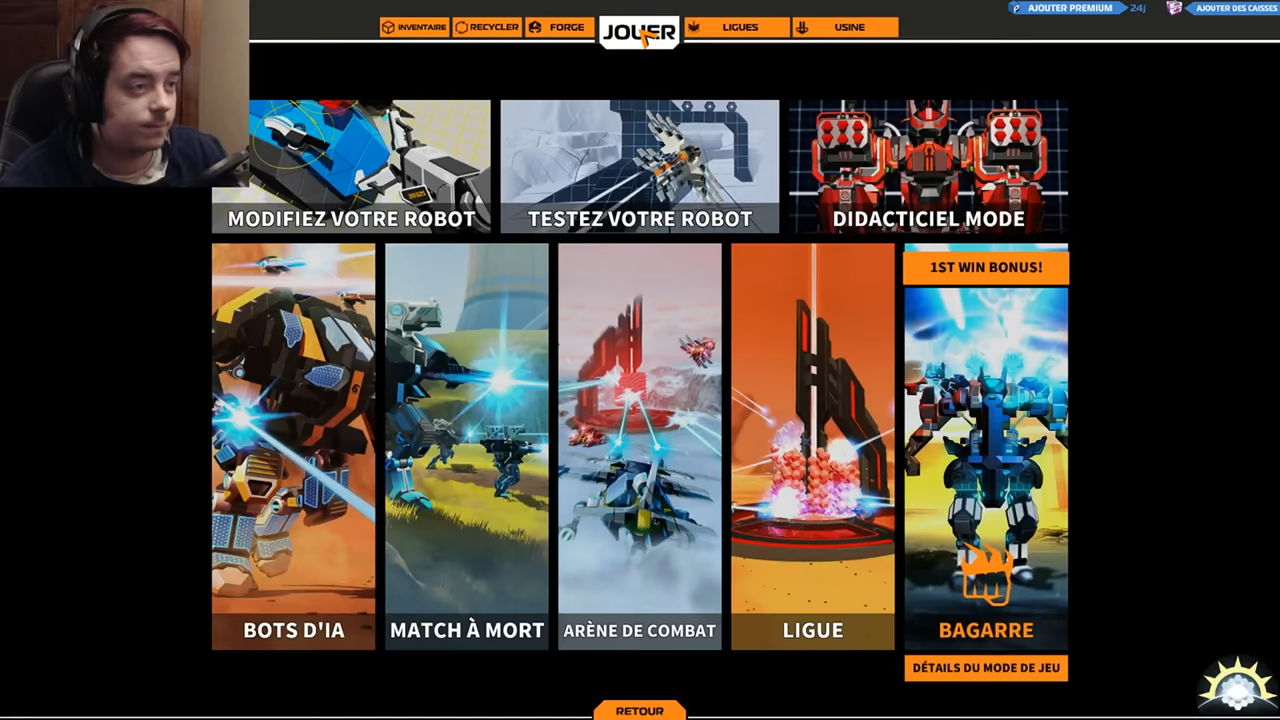 INVENTAIRE
RECYCLER
FORGE
JOUER
LIGUES
USINE
AJOUTER PREMIUM
24j
AJOUTER DES CAISSES
MODIFIEZ VOTRE ROBOT
TESTEZ VOTRE ROBOT
DIDACTICIEL MODE
1ST WIN BONUS!
BOTS D'IA
MATCH À MORT
ARÈNE DE COMBAT
LIGUE
BAGARRE
DÉTAILS DU MODE DE JEU
RETOUR